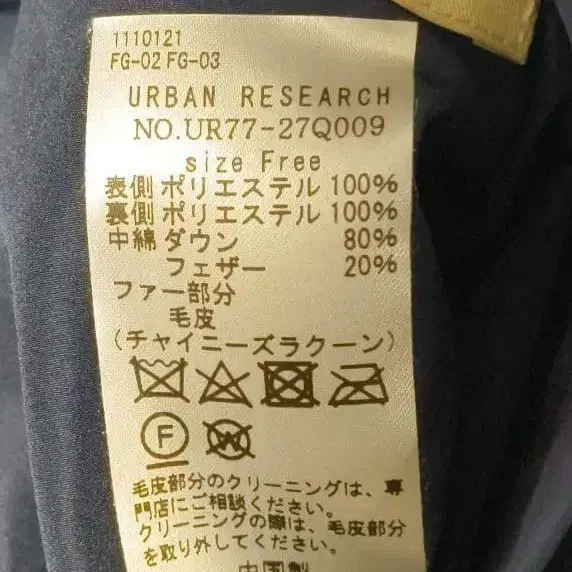 1110121
FG-02 FG-03
URBAN RESEARCH
NO.UR77-27Q009
size Free
表側 ポリエステル 100%
裏側 ポリエステル 100%
中綿 ダウン 80%
フェザー 20%
ファー部分
毛皮
(チャイニーズラクーン)
F W
毛皮部分のクリーニングは、専
門店にご相談ください。
クリーニングの際は、毛皮部分
を取り外してください。
中国製